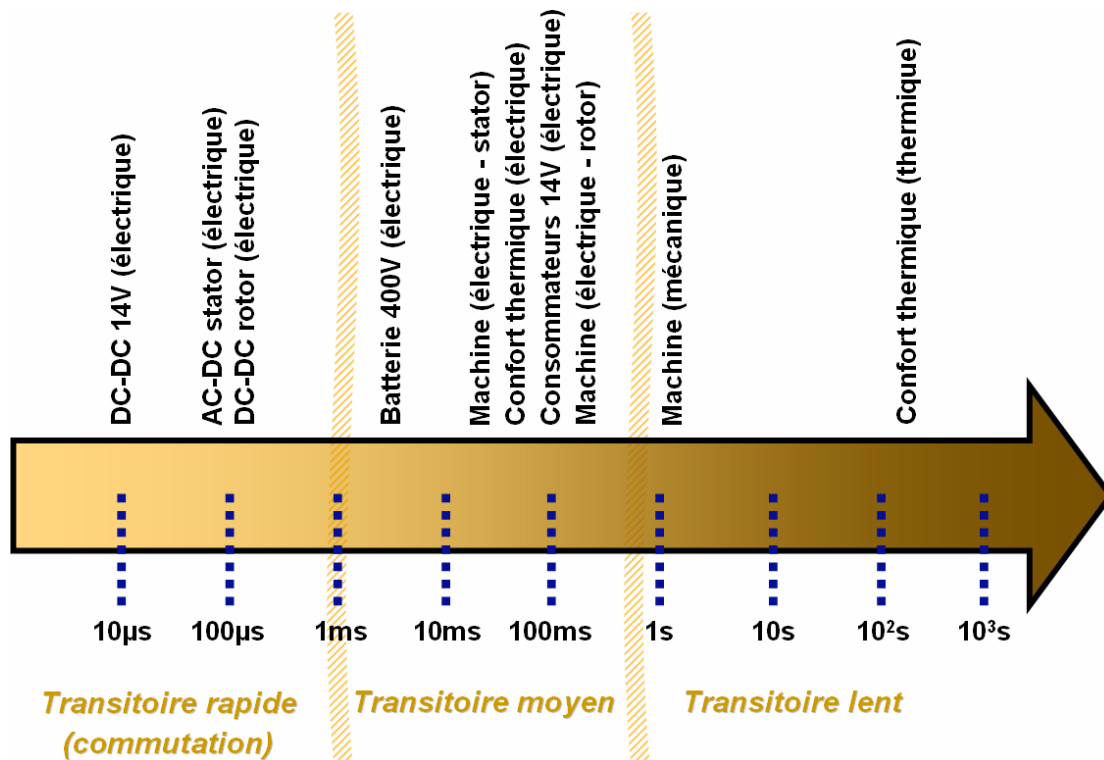 DC-DC 14V (électrique)
AC-DC stator (électrique)
DC-DC rotor (électrique)
Batterie 400V (électrique)
Machine (électrique - stator)
Confort thermique (électrique)
Consommateurs 14V (électrique)
Machine (électrique - rotor)
Machine (mécanique)
Confort thermique (thermique)
10µs
100µs
1ms
10ms
100ms
1s
10s
10²s
10³s
Transitoire rapide
(commutation)
Transitoire moyen
Transitoire lent